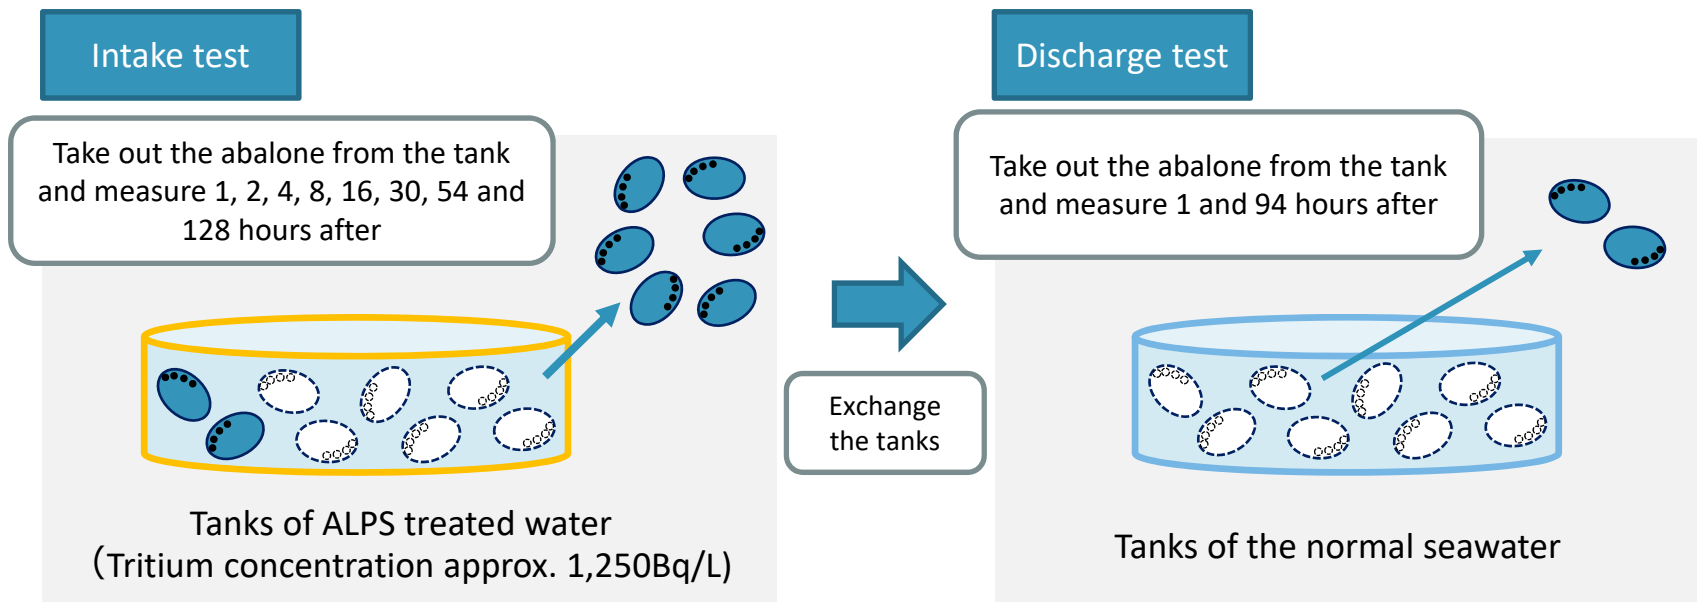 Intake test
Take out the abalone from the tank
and measure 1, 2, 4, 8, 16, 30, 54 and
128 hours after
Tanks of ALPS treated water
（Tritium concentration approx. 1,250Bq/L)
Exchange
the tanks
Discharge test
Take out the abalone from the tank
and measure 1 and 94 hours after
Tanks of the normal seawater